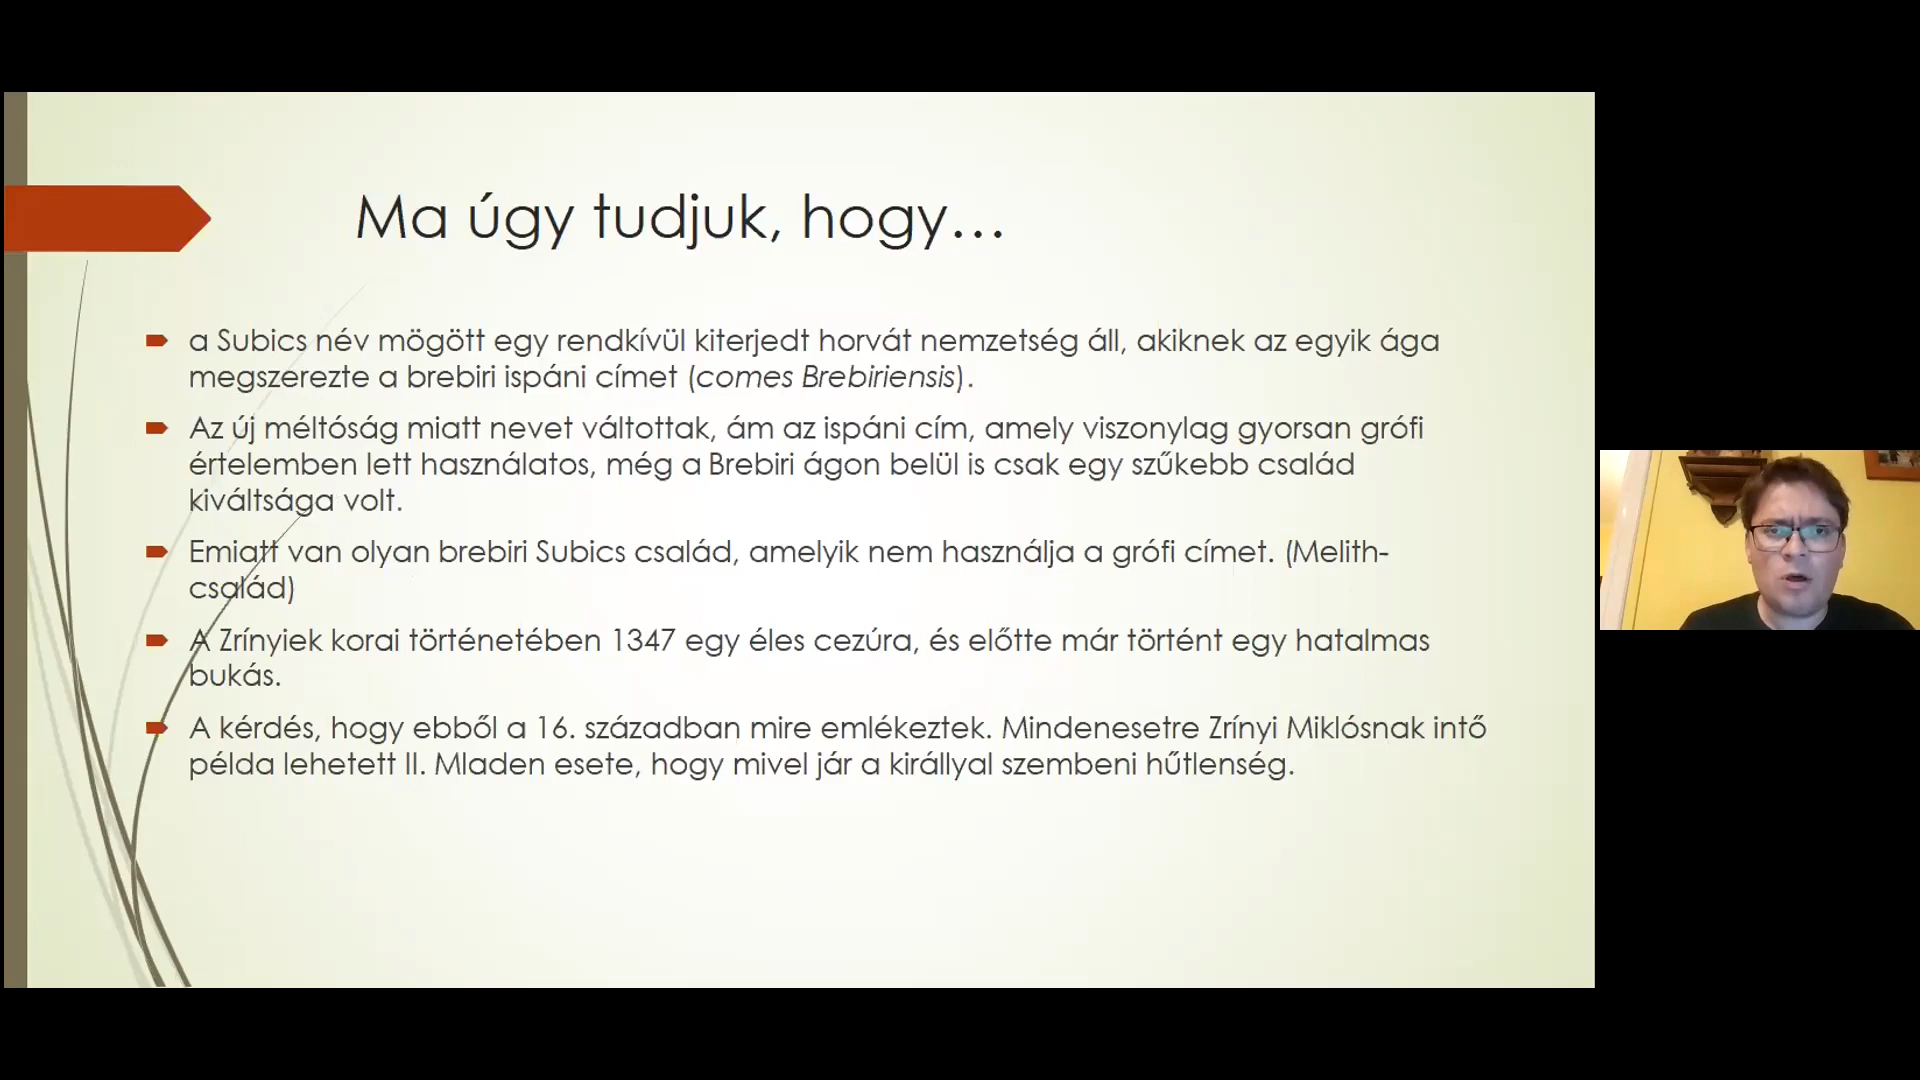 Ma úgy tudjuk, hogy…
a Subics név mögött egy rendkívül kiterjedt horvát nemzetség áll, akiknek az egyik ága
megszerezte a brebiri ispáni címet (comes Brebiriensis).
Az új méltóság miatt nevet váltottak, ám az ispáni cím, amely viszonylag gyorsan grófi
értelemben lett használatos, még a Brebiri ágon belül is csak egy szűkebb család
kiváltsága volt.
Emiatt van olyan brebiri Subics család, amelyik nem használja a grófi címet. (Melith-
család)
A Zrínyiek korai történetében 1347 egy éles cezúra, és előtte már történt egy hatalmas
bukás.
A kérdés, hogy ebből a 16. században mire emlékeztek. Mindenesetre Zrínyi Miklósnak intő
példa lehetett II. Mladen esete, hogy mivel jár a királlyal szembeni hűtlenség.